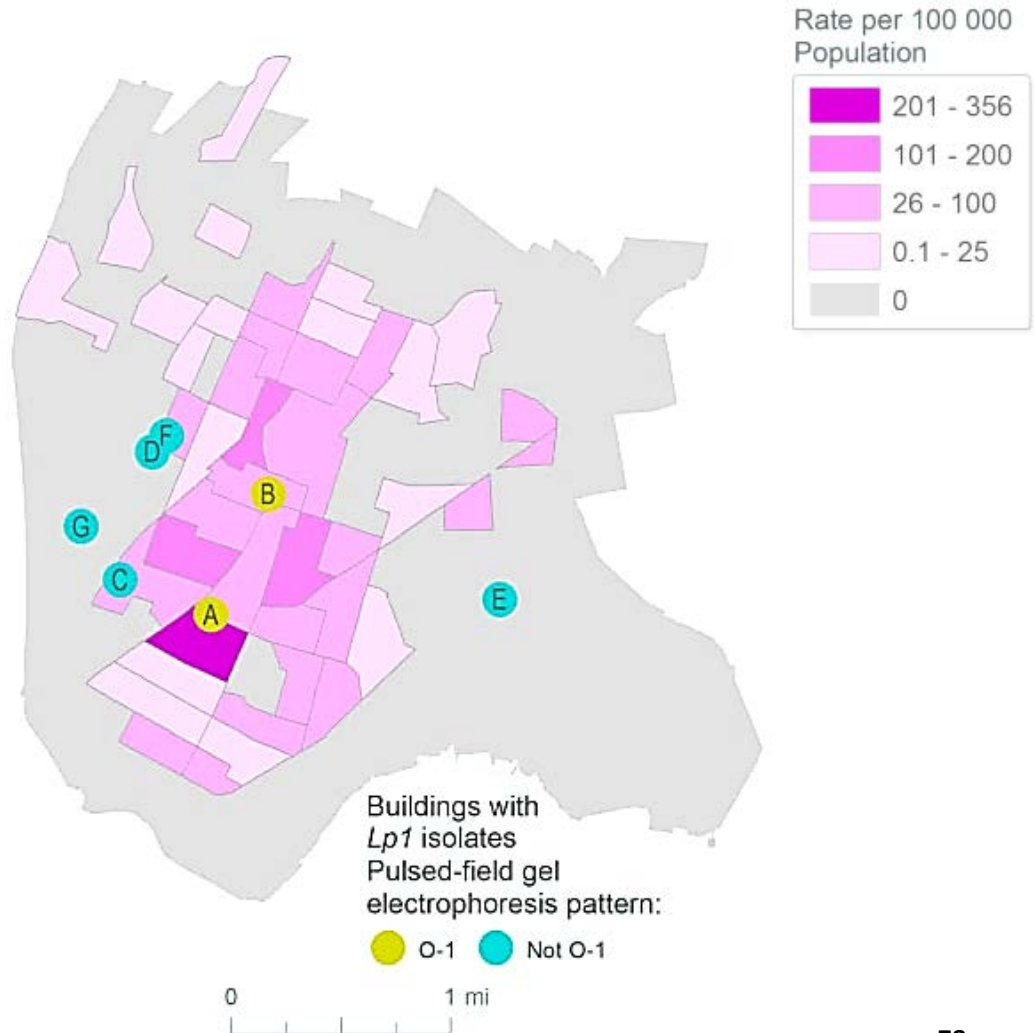 Rate per 100 000
Population
201 - 356
101 - 200
26 - 100
0.1 - 25
0
F
D
B
G
C
A
E
Buildings with
Lp1 isolates
Pulsed-field gel
electrophoresis pattern:
O-1 Not O-1
0 1 mi